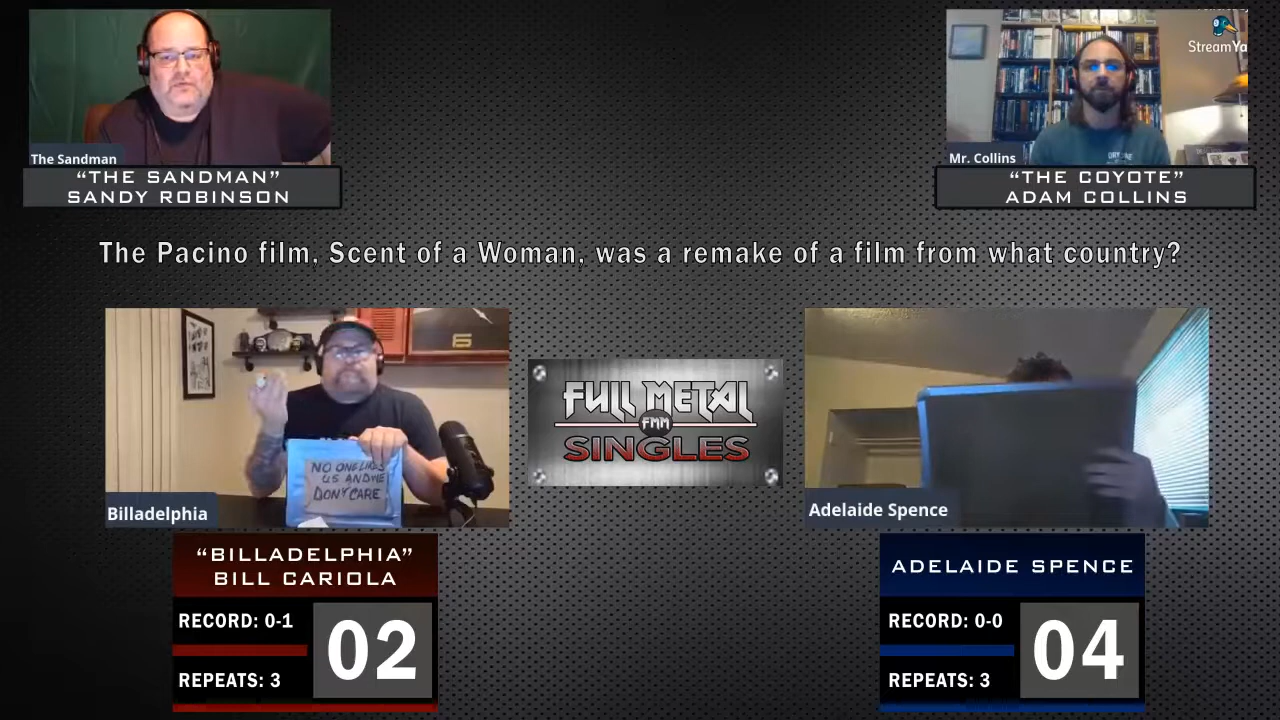 StreamYa
The Sandman
Mr. Collins
“THE SANDMAN”
SANDY ROBINSON
“THE COYOTE”
ADAM COLLINS
The Pacino film, Scent of a Woman, was a remake of a film from what country?
6
NO ONE LIKES
US AND WE
DON'T CARE
FULL METAL
FMM
SINGLES
Billadelphia
Adelaide Spence
“BILLADELPHIA”
BILL CARIOLA
RECORD: 0-1
02
REPEATS: 3
ADELAIDE SPENCE
RECORD: 0-0
04
REPEATS: 3